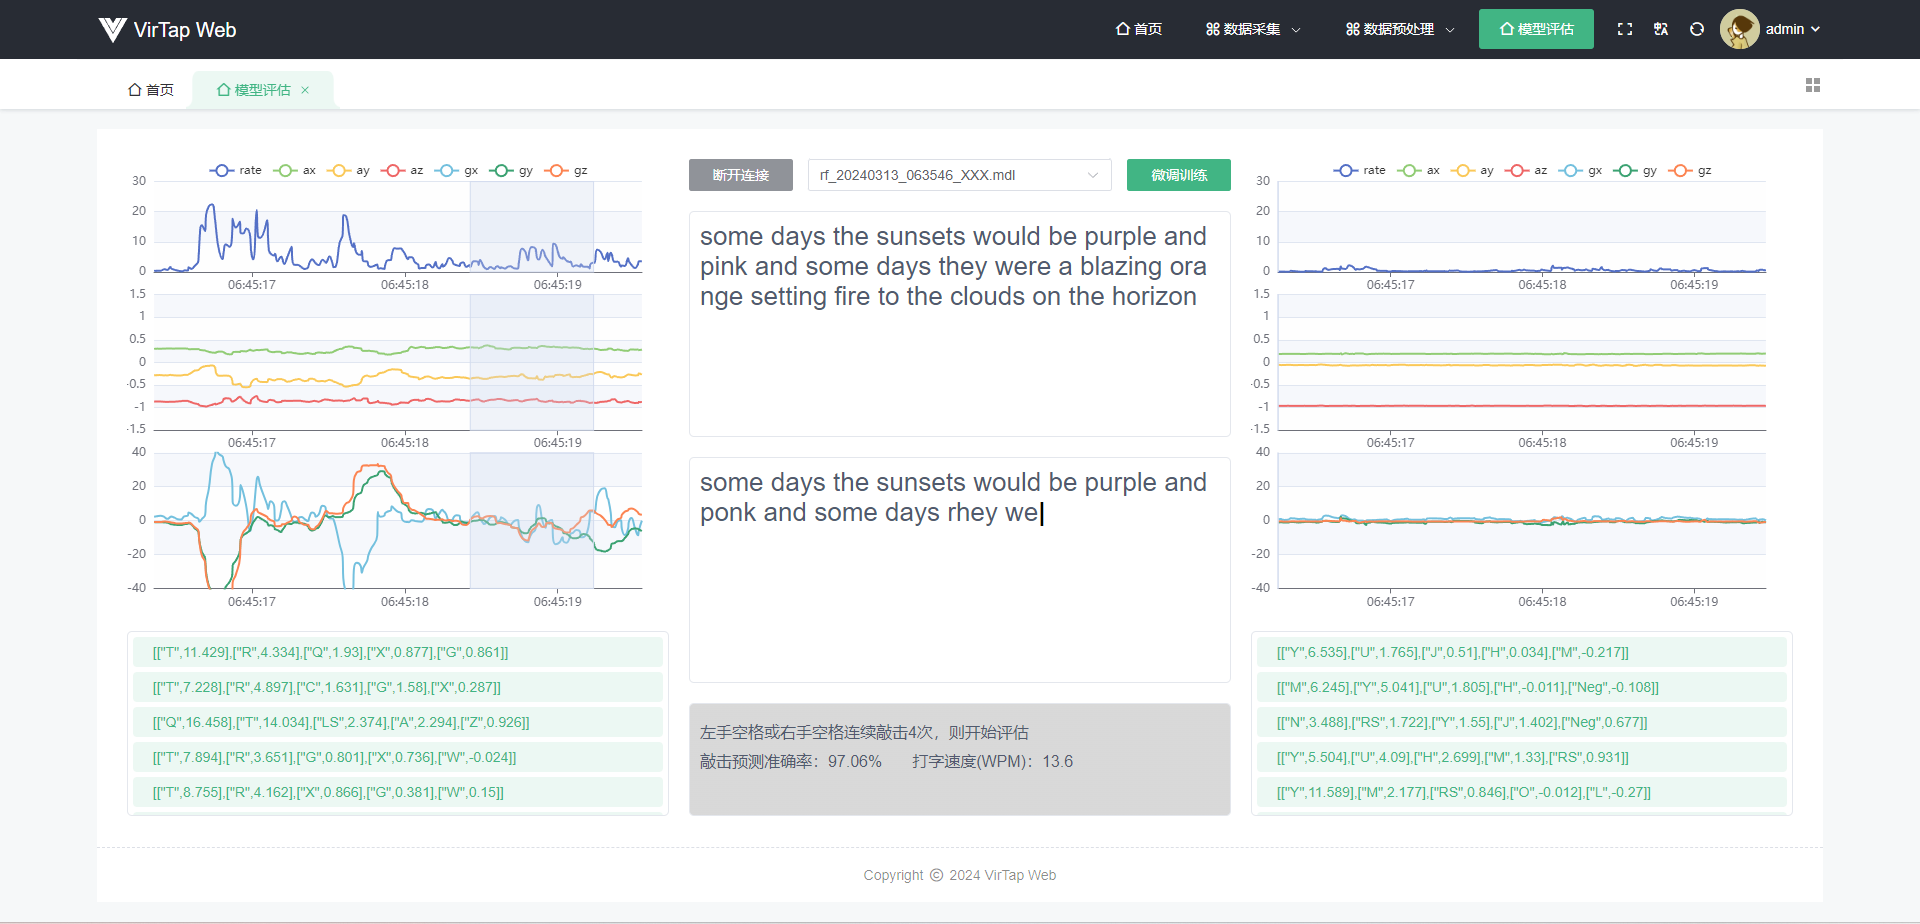 VirTap Web
首页
数据采集
数据预处理
模型评估
admin
首页
模型评估
rate ax ay az gx gy gz
30
20
10
0
06:45:17 06:45:18 06:45:19
1.5
1
0.5
0
-0.5
-1
-1.5
06:45:17 06:45:18 06:45:19
40
20
0
-20
-40
06:45:17 06:45:18 06:45:19
[["T",11.429],["R",4.334],["Q",1.93],["X",0.877],["G",0.861]]
[["T",7.228],["R",4.897],["C",1.631],["G",1.58],["X",0.287]]
[["Q",16.458],["T",14.034],["LS",2.374],["A",2.294],["Z",0.926]]
[["T",7.894],["R",3.651],["G",0.801],["X",0.736],["W",-0.024]]
[["T",8.755],["R",4.162],["X",0.866],["G",0.381],["W",0.15]]
断开连接
rf_20240313_063546_XXX.mdl
微调训练
some days the sunsets would be purple and
pink and some days they were a blazing ora
nge setting fire to the clouds on the horizon
some days the sunsets would be purple and
ponk and some days rhey we
左手空格或右手空格连续敲击4次，则开始评估
敲击预测准确率：97.06% 打字速度(WPM)：13.6
rate ax ay az gx gy gz
30
20
10
0
06:45:17 06:45:18 06:45:19
1.5
1
0.5
0
-0.5
-1
-1.5
06:45:17 06:45:18 06:45:19
40
20
0
-20
-40
06:45:17 06:45:18 06:45:19
[["Y",6.535],["U",1.765],["J",0.51],["H",0.034],["M",-0.217]]
[["M",6.245],["Y",5.041],["U",1.805],["H",-0.011],["Neg",-0.108]]
[["N",3.488],["RS",1.722],["Y",1.55],["J",1.402],["Neg",0.677]]
[["Y",5.504],["U",4.09],["H",2.699],["M",1.33],["RS",0.931]]
[["Y",11.589],["M",2.177],["RS",0.846],["O",-0.012],["L",-0.27]]
Copyright © 2024 VirTap Web